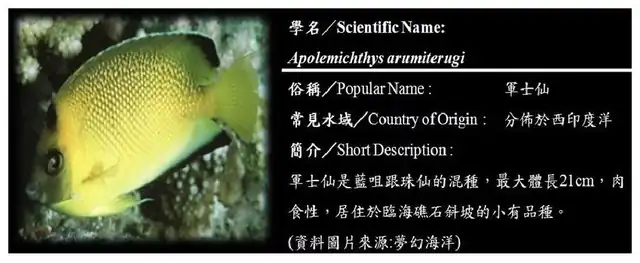 學名／Scientific Name:
Apolemichthys arumiterugi
俗稱／Popular Name : 軍士仙
常見水域／Country of Origin : 分佈於西印度洋
簡介／Short Description :
軍士仙是藍咀跟珠仙的混種，最大體長21cm，肉
食性，居住於臨海礁石斜坡的小有品種。
(資料圖片來源:夢幻海洋)